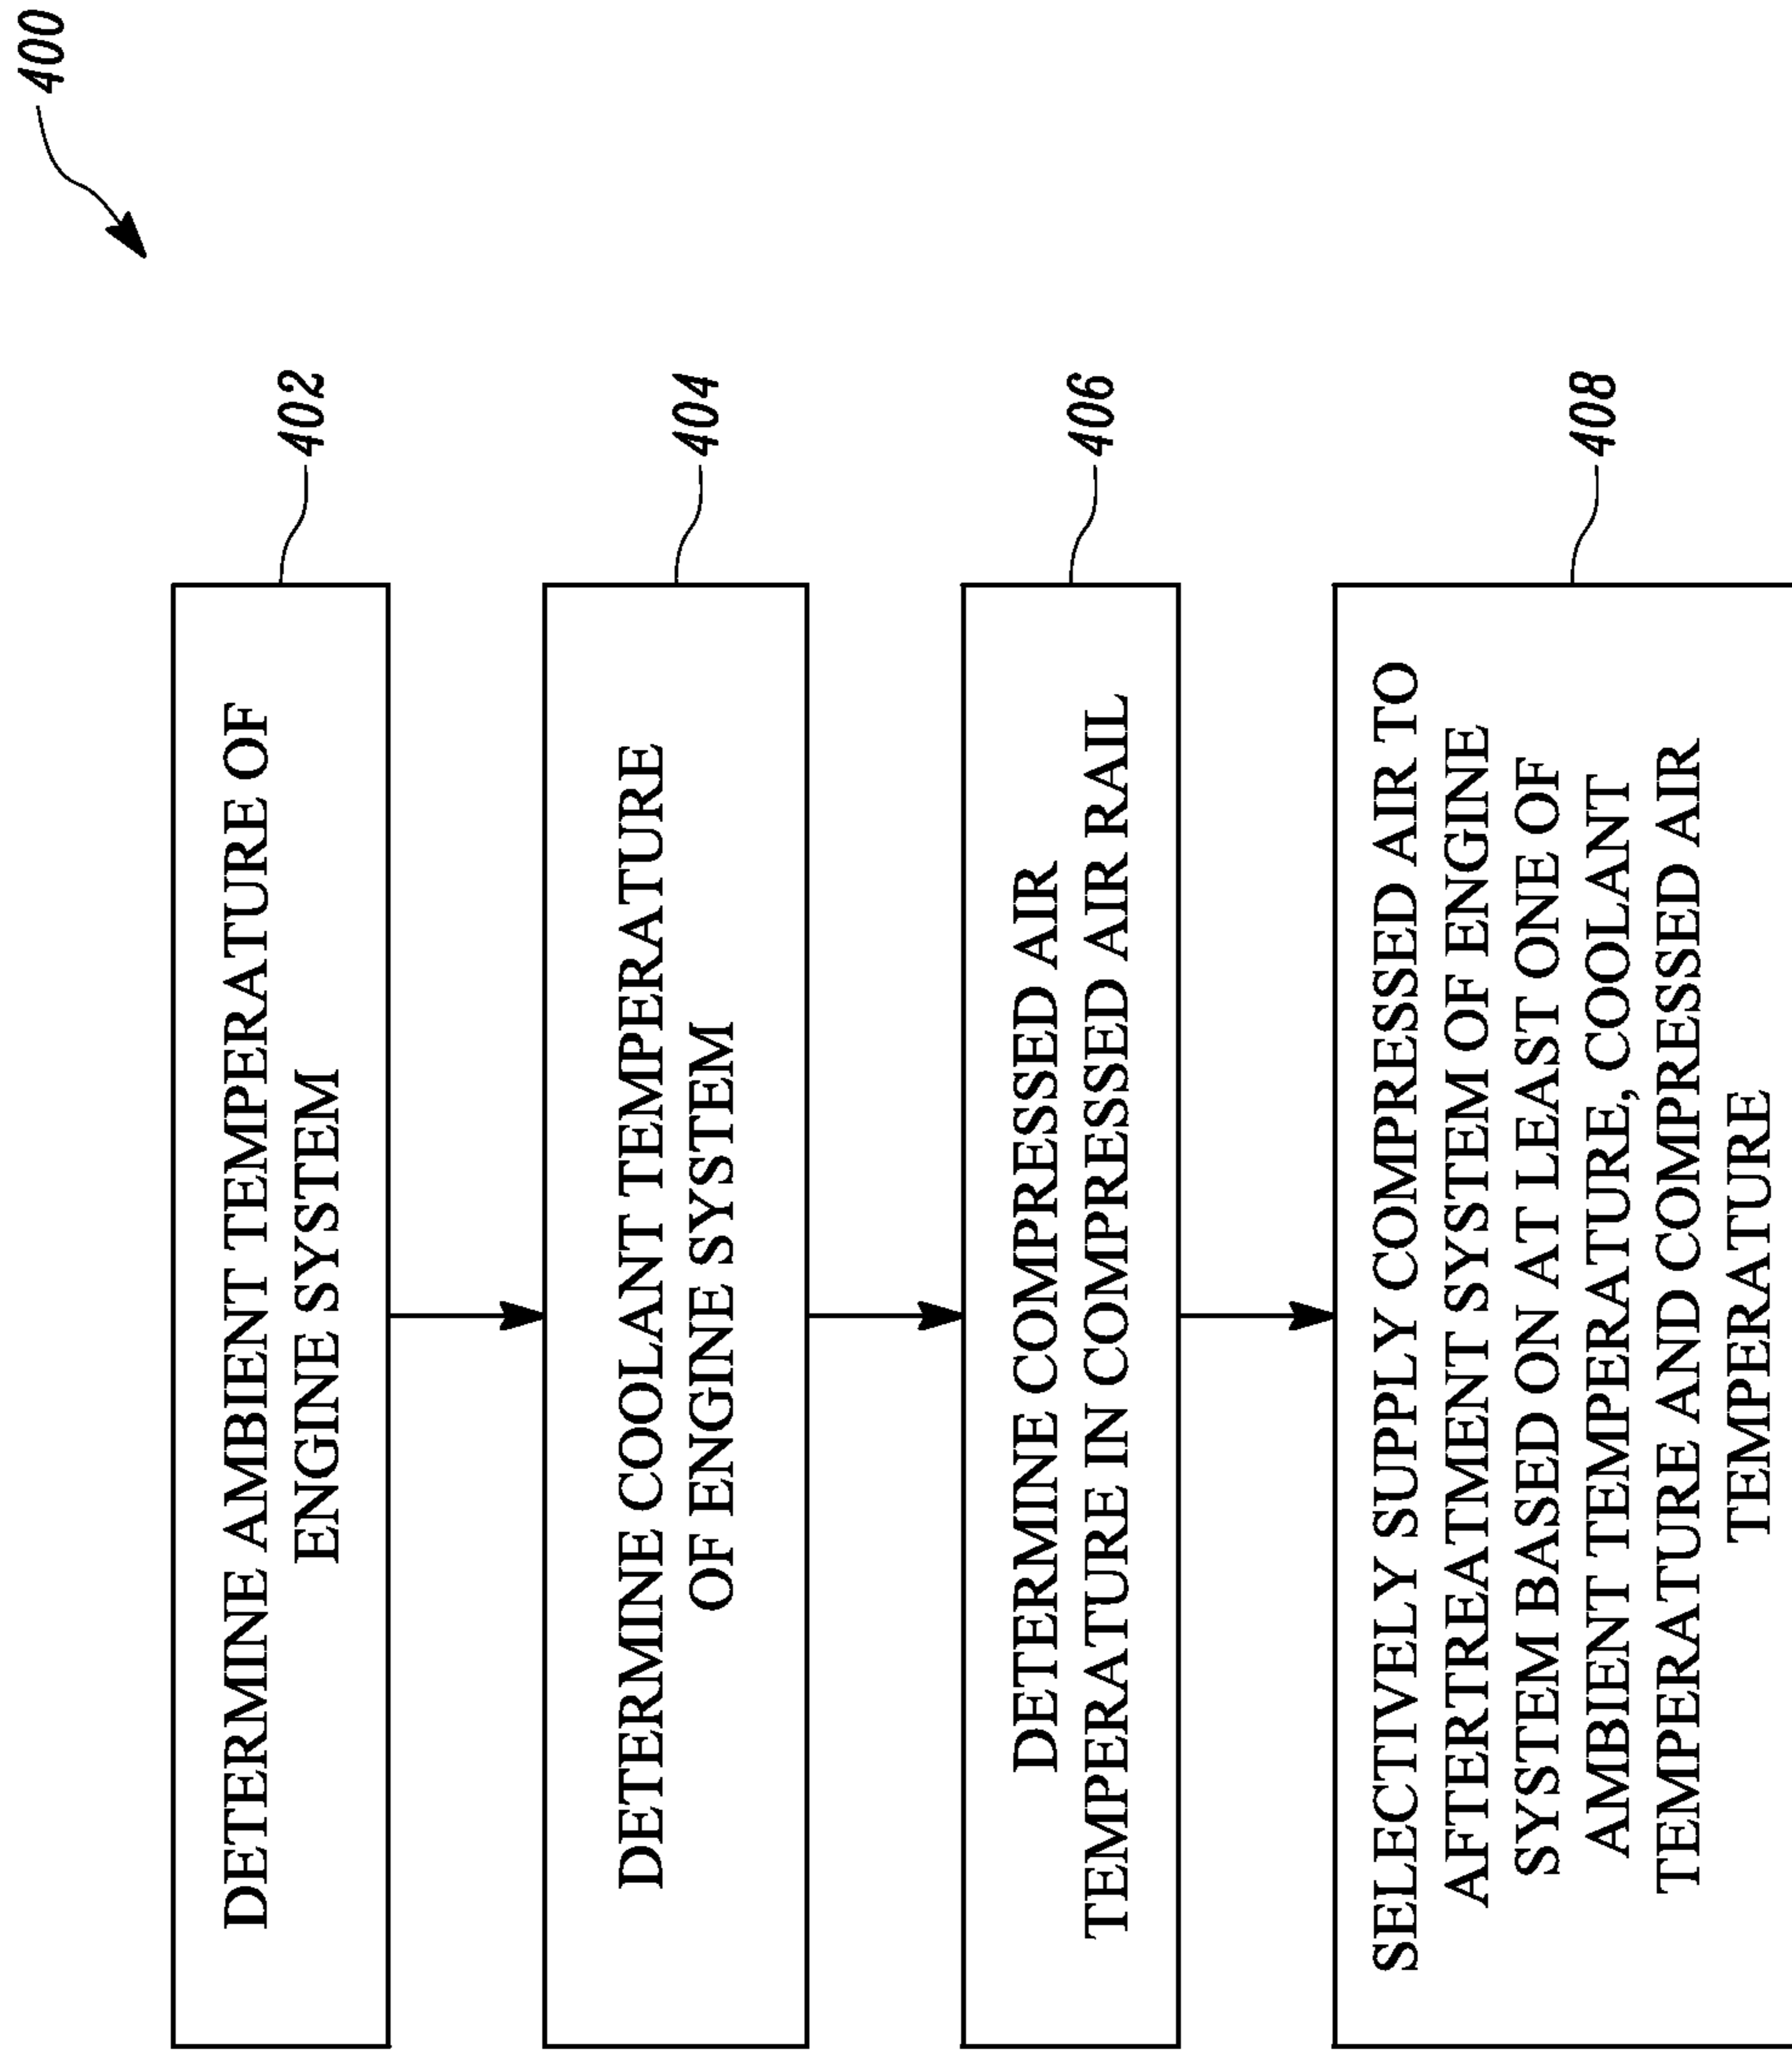 400
DETERMINE AMBIENT TEMPERATURE OF
ENGINE SYSTEM
402
DETERMINE COOLANT TEMPERATURE
OF ENGINE SYSTEM
404
DETERMINE COMPRESSED AIR
TEMPERATURE IN COMPRESSED AIR RAIL
406
SELECTIVELY SUPPLY COMPRESSED AIR TO
AFTERTREATMENT SYSTEM OF ENGINE
SYSTEM BASED ON AT LEAST ONE OF
AMBIENT TEMPERATURE, COOLANT
TEMPERATURE AND COMPRESSED AIR
TEMPERATURE
408